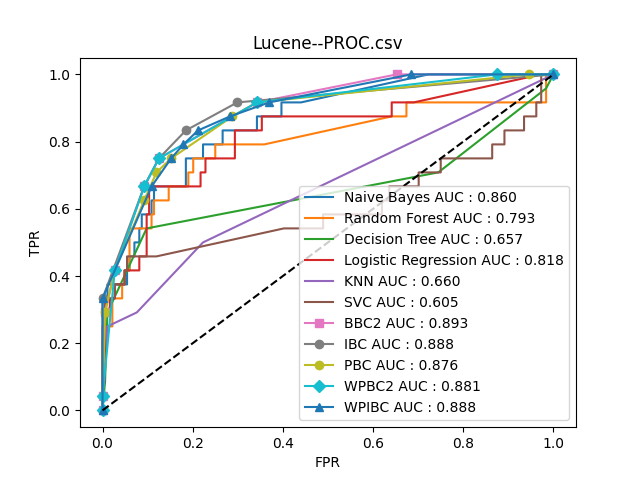 Lucene--PROC.csv
TPR
1.0
0.8
0.6
0.4
0.2
0.0
Naive Bayes AUC : 0.860
Random Forest AUC : 0.793
Decision Tree AUC : 0.657
Logistic Regression AUC : 0.818
KNN AUC : 0.660
SVC AUC : 0.605
BBC2 AUC : 0.893
IBC AUC : 0.888
PBC AUC : 0.876
WPBC2 AUC : 0.881
WPIBC AUC : 0.888
0.0 0.2 0.4 0.6 0.8 1.0
FPR